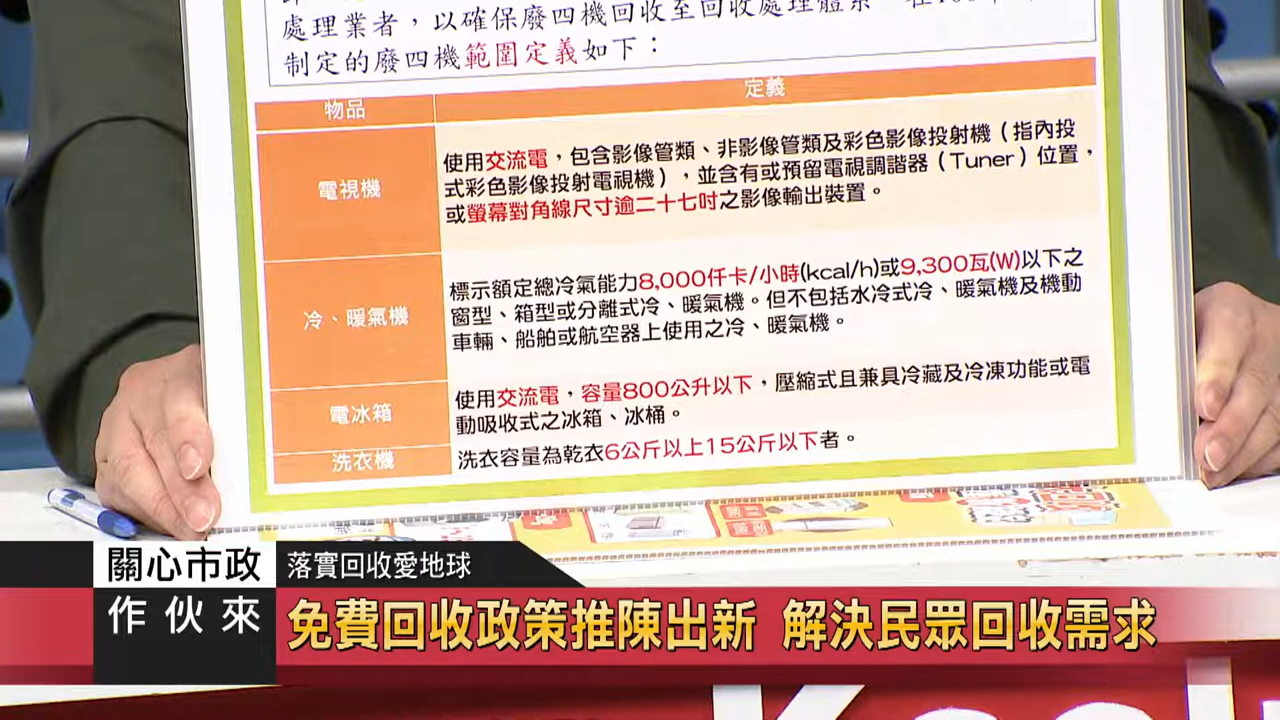 處理業者，以確保廢四機回收至回收處理體系
制定的廢四機範圍定義如下：
物品
定義
電視機
使用交流電，包含影像管類、非影像管類及彩色影像投射機（指內投
式彩色影像投射電視機），並含有或預留電視調諧器（Tuner）位置，
或螢幕對角線尺寸逾二十七吋之影像輸出裝置。
冷、暖氣機
標示額定總冷氣能力8,000仟卡/小時(kcal/h)或9,300瓦(W)以下之
窗型、箱型或分離式冷、暖氣機。但不包括水冷式冷、暖氣機及機動
車輛、船舶或航空器上使用之冷、暖氣機。
電冰箱
使用交流電，容量800公升以下，壓縮式且兼具冷藏及冷凍功能或電
動吸收式之冰箱、冰桶。
洗衣機
洗衣容量為乾衣6公斤以上15公斤以下者。
關心市政
作伙來
落實回收愛地球
免費回收政策推陳出新 解決民眾回收需求